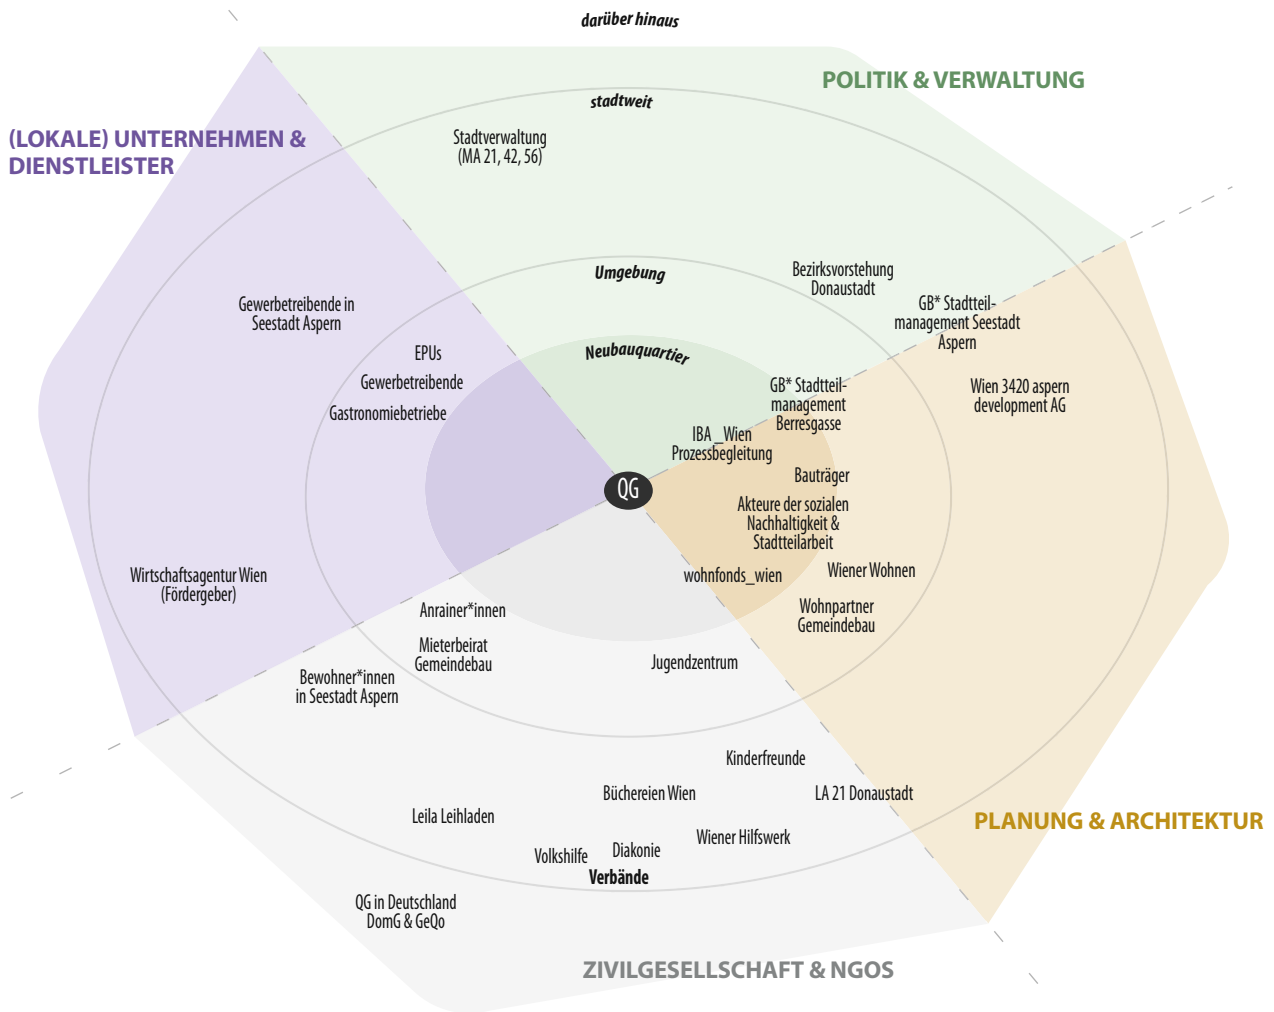 darüber hinaus
POLITIK & VERWALTUNG
stadtweit
(LOKALE) UNTERNEHMEN &
DIENSTLEISTER
Stadtverwaltung
(MA 21, 42, 56)
Umgebung
Bezirksvorstehung
Donaustadt
Gewerbetreibende in
Seestadt Aspern
GB* Stadtteil-
management Seestadt
Aspern
EPUs
Gewerbetreibende
Gastronomiebetriebe
Neubauquartier
GB* Stadtteil-
management
Berresgasse
Wien 3420 aspern
development AG
IBA _Wien
Prozessbegleitung
QG
Bauträger
Akteure der sozialen
Nachhaltigkeit &
Stadtteilarbeit
wohnfonds_wien
Wiener Wohnen
Wohnpartner
Gemeindebau
Wirtschaftsagentur Wien
(Fördergeber)
Anrainer*innen
Mieterbeirat
Gemeindebau
Bewohner*innen
in Seestadt Aspern
Jugendzentrum
Kinderfreunde
Büchereien Wien
LA 21 Donaustadt
PLANUNG & ARCHITEKTUR
Leila Leihladen
Wiener Hilfswerk
Volkshilfe
Diakonie
Verbände
QG in Deutschland
DomG & GeQo
ZIVILGESELLSCHAFT & NGOS